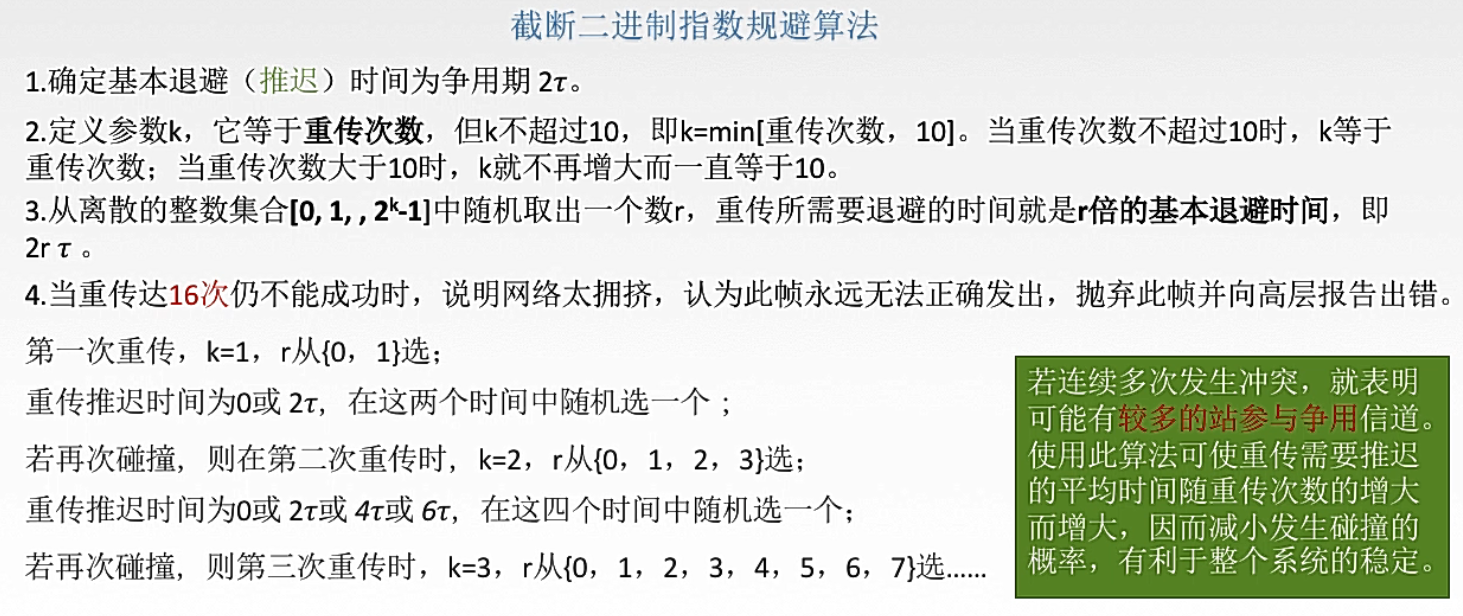 截断二进制指数规避算法
1.确定基本退避（推迟）时间为争用期 2τ。
2.定义参数k，它等于重传次数，但k不超过10，即k=min[重传次数，10]。当重传次数不超过10时，k等于
重传次数；当重传次数大于10时，k就不再增大而一直等于10。
3.从离散的整数集合[0, 1, , 2ᵏ-1]中随机取出一个数r，重传所需要退避的时间就是r倍的基本退避时间，即
2r τ 。
4.当重传达16次仍不能成功时，说明网络太拥挤，认为此帧永远无法正确发出，抛弃此帧并向高层报告出错。
第一次重传，k=1，r从{0，1}选；
重传推迟时间为0或 2τ，在这两个时间中随机选一个；
若再次碰撞，则在第二次重传时，k=2，r从{0，1，2，3}选；
重传推迟时间为0或 2τ或 4τ或 6τ，在这四个时间中随机选一个；
若再次碰撞，则第三次重传时，k=3，r从{0，1，2，3，4，5，6，7}选......
若连续多次发生冲突，就表明
可能有较多的站参与争用信道。
使用此算法可使重传需要推迟
的平均时间随重传次数的增大
而增大，因而减小发生碰撞的
概率，有利于整个系统的稳定。